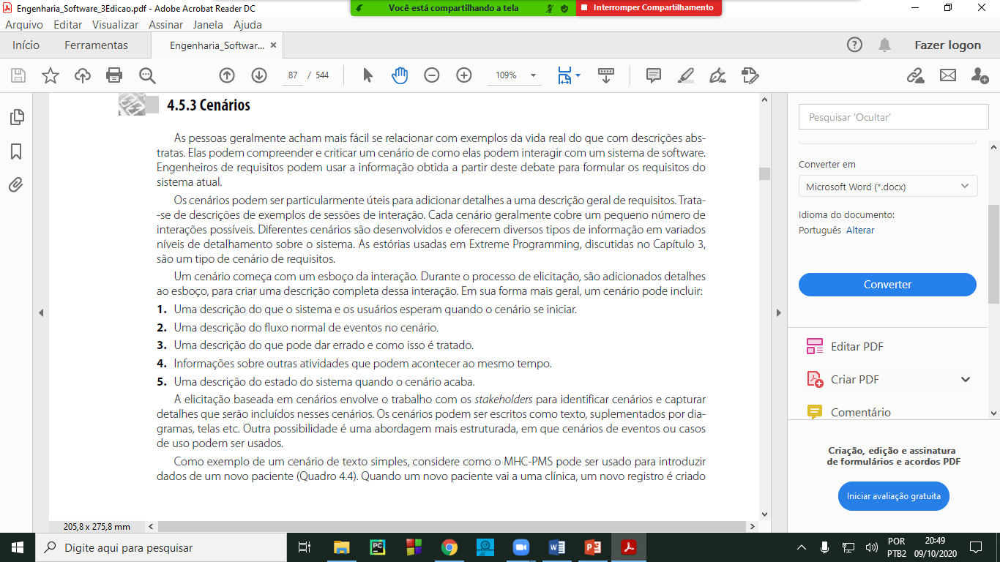 Engenharia_Software_3Edicao.pdf - Adobe Acrobat Reader DC
Você está compartilhando a tela
Interromper Compartilhamento
Arquivo Editar Visualizar Assinar Janela Ajuda
Início Ferramentas Engenharia_Softwar... × Fazer logon
87 / 544 109%
4.5.3 Cenários
As pessoas geralmente acham mais fácil se relacionar com exemplos da vida real do que com descrições abs-
tratas. Elas podem compreender e criticar um cenário de como elas podem interagir com um sistema de software.
Engenheiros de requisitos podem usar a informação obtida a partir deste debate para formular os requisitos do
sistema atual.
Os cenários podem ser particularmente úteis para adicionar detalhes a uma descrição geral de requisitos. Trata-
-se de descrições de exemplos de sessões de interação. Cada cenário geralmente cobre um pequeno número de
interações possíveis. Diferentes cenários são desenvolvidos e oferecem diversos tipos de informação em variados
níveis de detalhamento sobre o sistema. As estórias usadas em Extreme Programming, discutidas no Capítulo 3,
são um tipo de cenário de requisitos.
Um cenário começa com um esboço da interação. Durante o processo de elicitação, são adicionados detalhes
ao esboço, para criar uma descrição completa dessa interação. Em sua forma mais geral, um cenário pode incluir:
1. Uma descrição do que o sistema e os usuários esperam quando o cenário se iniciar.
2. Uma descrição do fluxo normal de eventos no cenário.
3. Uma descrição do que pode dar errado e como isso é tratado.
4. Informações sobre outras atividades que podem acontecer ao mesmo tempo.
5. Uma descrição do estado do sistema quando o cenário acaba.
A elicitação baseada em cenários envolve o trabalho com os stakeholders para identificar cenários e capturar
detalhes que serão incluídos nesses cenários. Os cenários podem ser escritos como texto, suplementados por dia-
gramas, telas etc. Outra possibilidade é uma abordagem mais estruturada, em que cenários de eventos ou casos
de uso podem ser usados.
Como exemplo de um cenário de texto simples, considere como o MHC-PMS pode ser usado para introduzir
dados de um novo paciente (Quadro 4.4). Quando um novo paciente vai a uma clínica, um novo registro é criado
205,8 x 275,8 mm
Pesquisar 'Ocultar'
Converter em
Microsoft Word (*.docx)
Idioma do documento:
Português Alterar
Converter
Editar PDF
Criar PDF
Comentário
Criação, edição e assinatura
de formulários e acordos PDF
Iniciar avaliação gratuita
Digite aqui para pesquisar
POR
PTB2
20:49
09/10/2020